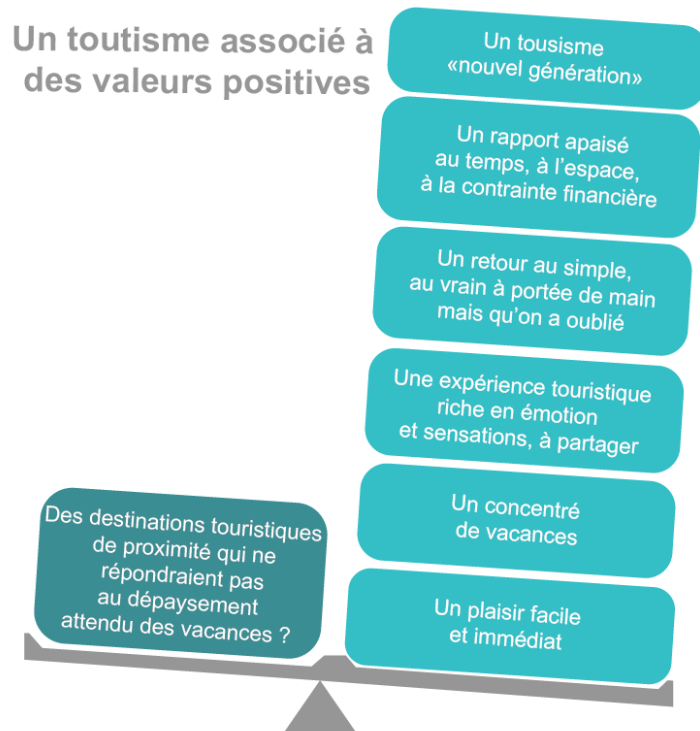 Un toutisme associé à
des valeurs positives
Un tousisme
«nouvel génération»
Un rapport apaisé
au temps, à l'espace,
à la contrainte financière
Un retour au simple,
au vrai à portée de main
mais qu'on a oublié
Une expérience touristique
riche en émotion
et sensations, à partager
Un concentré
de vacances
Un plaisir facile
et immédiat
Des destinations touristiques
de proximité qui ne
répondraient pas
au dépaysement
attendu des vacances ?